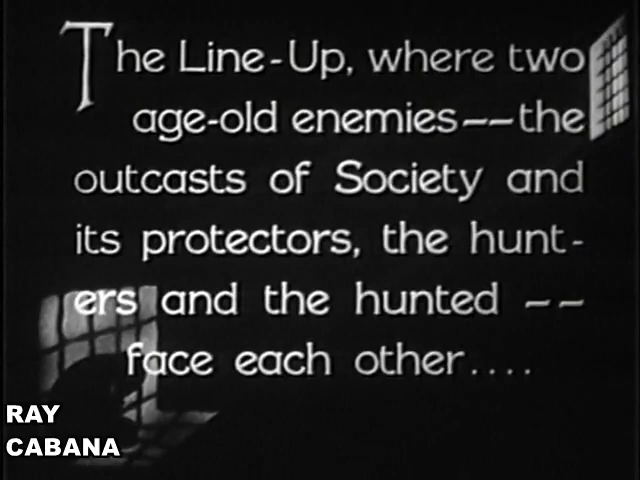 The Line-Up, where two
age-old enemies--the
outcasts of Society and
its protectors, the hunt-
ers and the hunted --
face each other....
RAY
CABANA